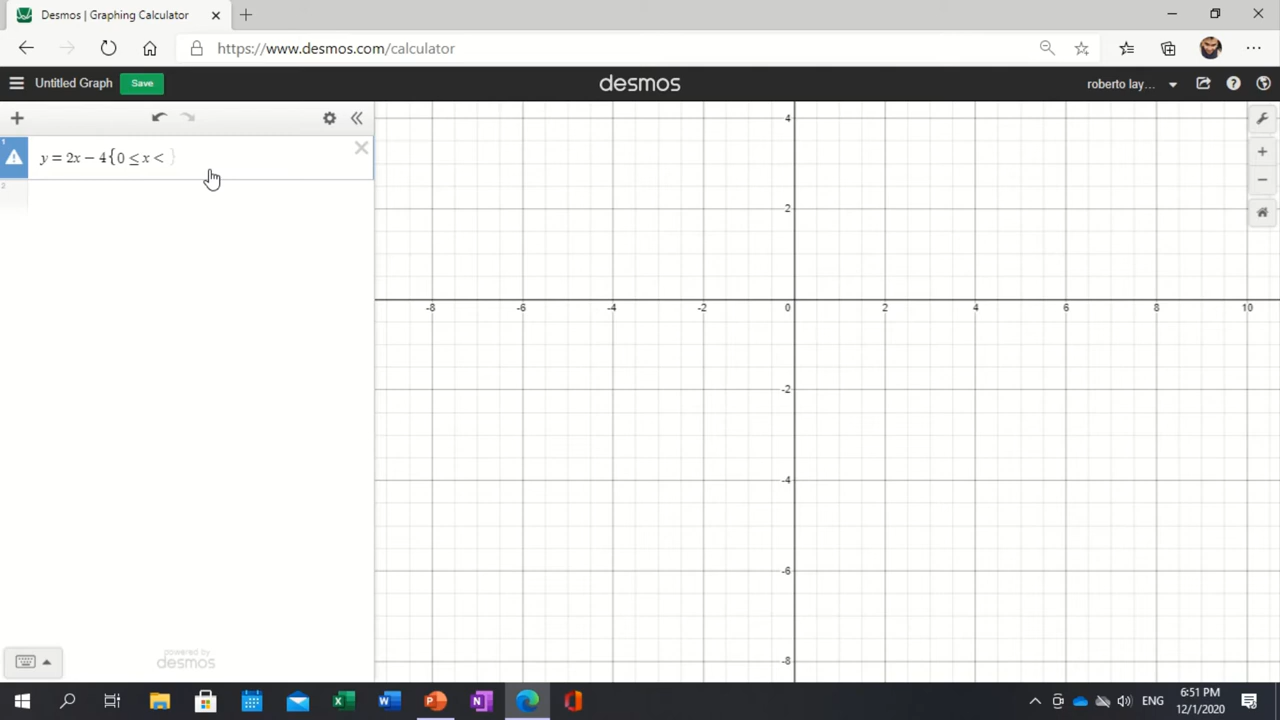 Desmos | Graphing Calculator
https://www.desmos.com/calculator
Untitled Graph
Save
desmos
roberto lay...
1
y = 2x − 4{0 ≤ x < }
2
4
2
-8 -6 -4 -2 0 2 4 6 8 10
-2
-4
-6
-8
powered by
desmos
ENG
6:51 PM
12/1/2020